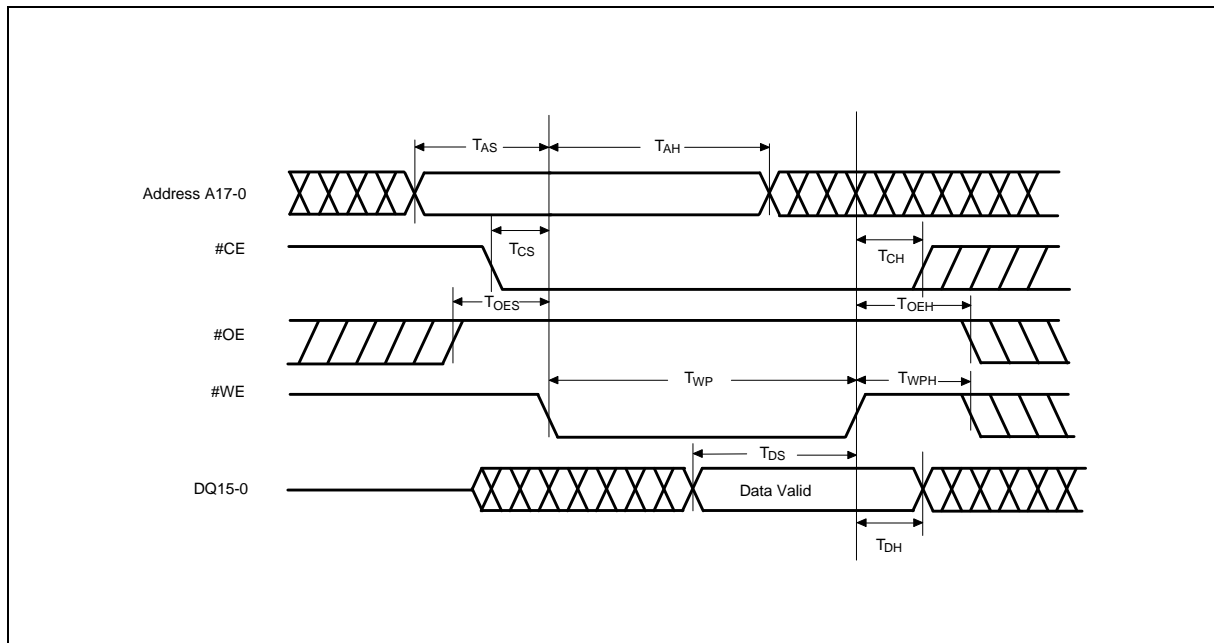 TAS
TAH
Address A17-0
#CE
TCS
TCH
TOES
TOEH
#OE
TWP
TWPH
#WE
TDS
DQ15-0
Data Valid
TDH